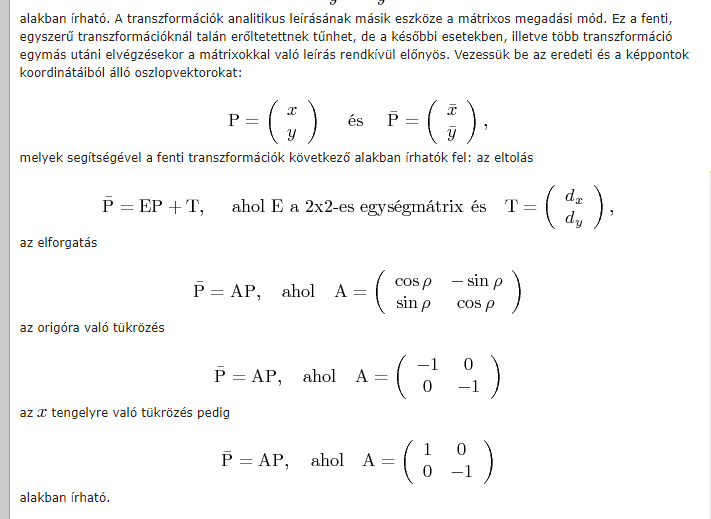 alakban írható. A transzformációk analitikus leírásának másik eszköze a mátrixos megadási mód. Ez a fenti,
egyszerű transzformációknál talán erőltetettnek tűnhet, de a későbbi esetekben, illetve több transzformáció
egymás utáni elvégzésekor a mátrixokkal való leírás rendkívül előnyös. Vezessük be az eredeti és a képpontok
koordinátáiból álló oszlopvektorokat:
P = ( x y ) és P̄ = ( x̄ ȳ ) ,
melyek segítségével a fenti transzformációk következő alakban írhatók fel: az eltolás
P̄ = EP + T, ahol E a 2x2-es egységmátrix és T = ( d_x d_y ) ,
az elforgatás
P̄ = AP, ahol A = ( cos ρ − sin ρ sin ρ cos ρ )
az origóra való tükrözés
P̄ = AP, ahol A = ( −1 0 0 −1 )
az x tengelyre való tükrözés pedig
P̄ = AP, ahol A = ( 1 0 0 −1 )
alakban írható.